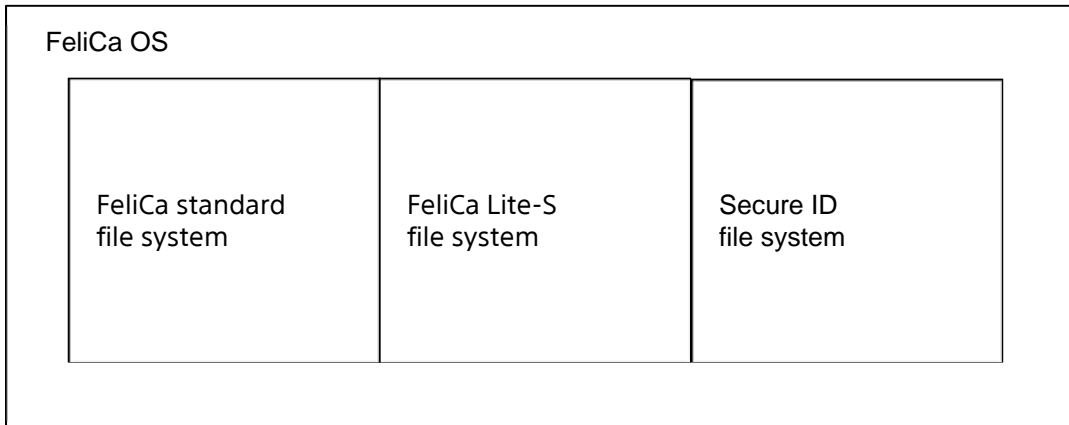 FeliCa OS
FeliCa standard
file system
FeliCa Lite-S
file system
Secure ID
file system